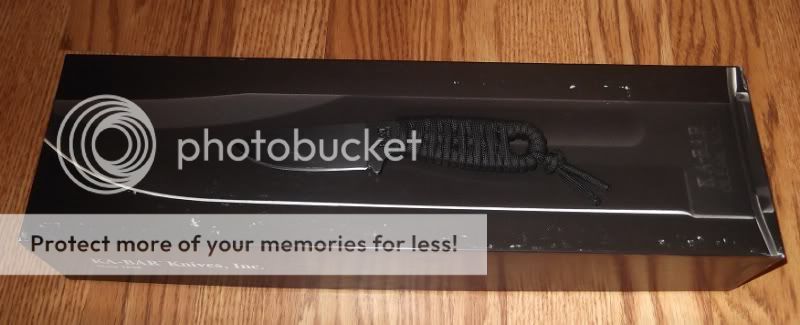 KA-BAR
photobucket
Protect more of your memories for less!
KA-BAR Knives, Inc.